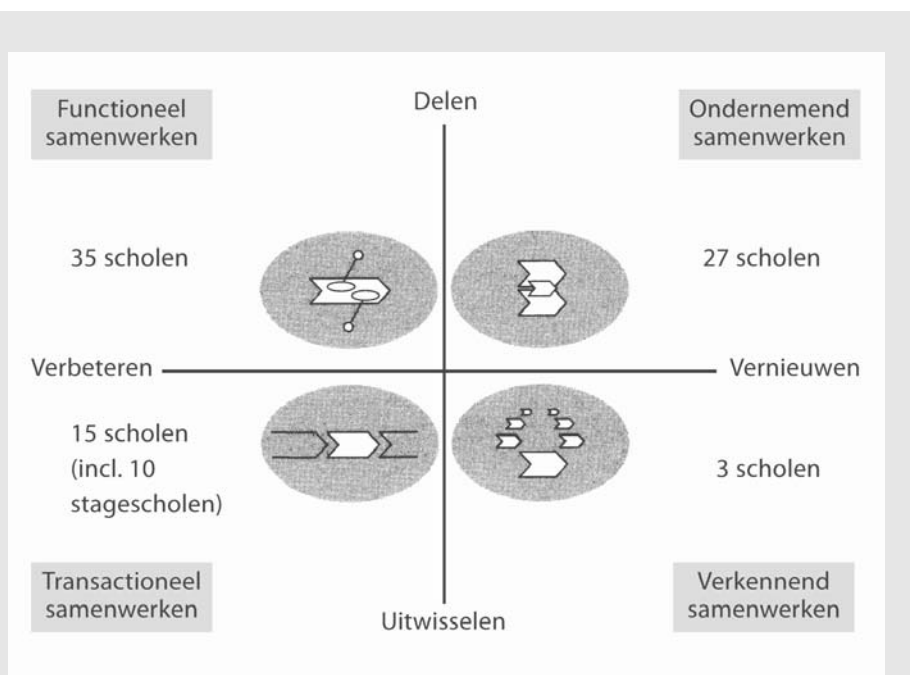 Functioneel
samenwerken
Delen
Ondernemend
samenwerken
35 scholen
27 scholen
Verbeteren
Vernieuwen
15 scholen
(incl. 10
stagescholen)
3 scholen
Transactioneel
samenwerken
Uitwisselen
Verkennend
samenwerken